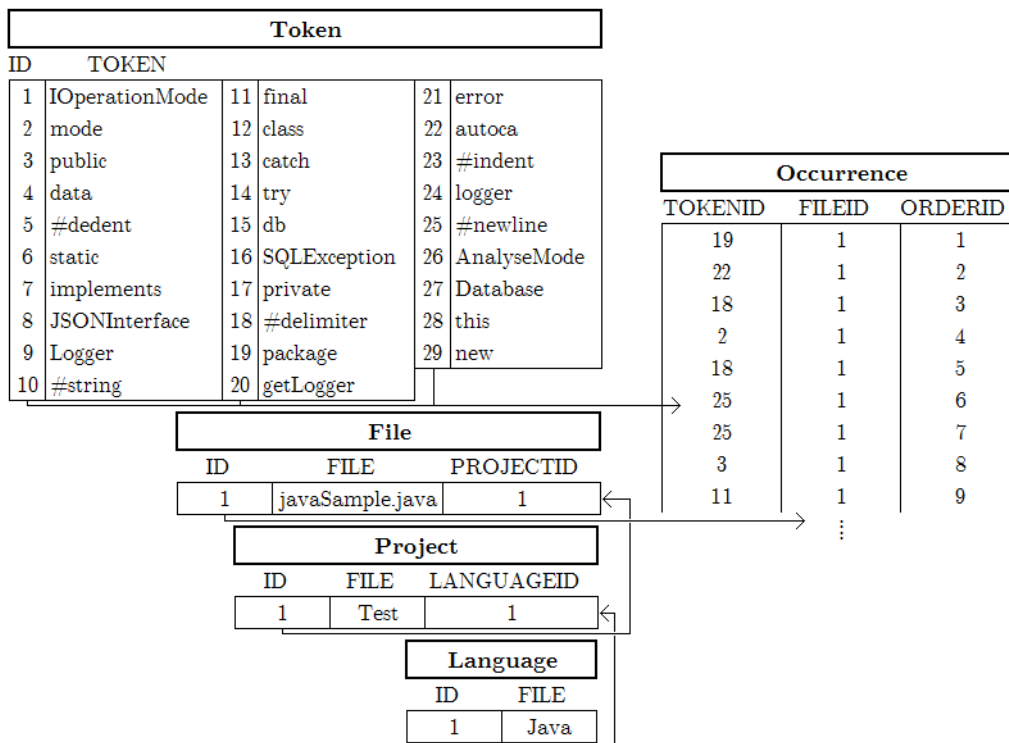 Token
ID TOKEN
1 IOperationMode 11 final 21 error
2 mode 12 class 22 autoca
3 public 13 catch 23 #indent
4 data 14 try 24 logger
5 #dedent 15 db 25 #newline
6 static 16 SQLException 26 AnalyseMode
7 implements 17 private 27 Database
8 JSONInterface 18 #delimiter 28 this
9 Logger 19 package 29 new
10 #string 20 getLogger
Occurrence
TOKENID FILEID ORDERID
19 1 1
22 1 2
18 1 3
2 1 4
18 1 5
25 1 6
25 1 7
3 1 8
11 1 9
File
ID FILE PROJECTID
1 javaSample.java 1
Project
ID FILE LANGUAGEID
1 Test 1
Language
ID FILE
1 Java